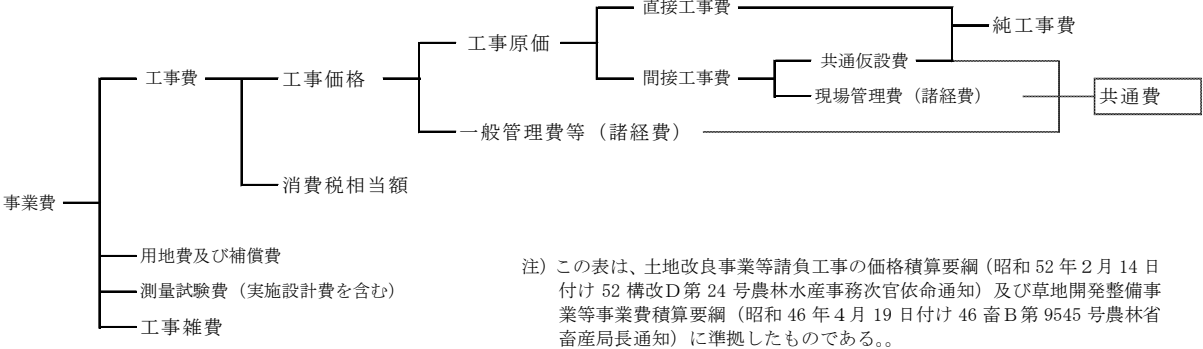 直接工事費
純工事費
工事原価
共通仮設費
工事費
工事価格
間接工事費
現場管理費（諸経費）
共通費
一般管理費等（諸経費）
消費税相当額
事業費
用地費及び補償費
測量試験費（実施設計費を含む）
工事雑費
注）この表は、土地改良事業等請負工事の価格積算要綱（昭和 52 年２月 14 日
付け 52 構改Ｄ第 24 号農林水産事務次官依命通知）及び草地開発整備事
業等事業費積算要綱（昭和 46 年４月 19 日付け 46 畜Ｂ第 9545 号農林省
畜産局長通知）に準拠したものである。。